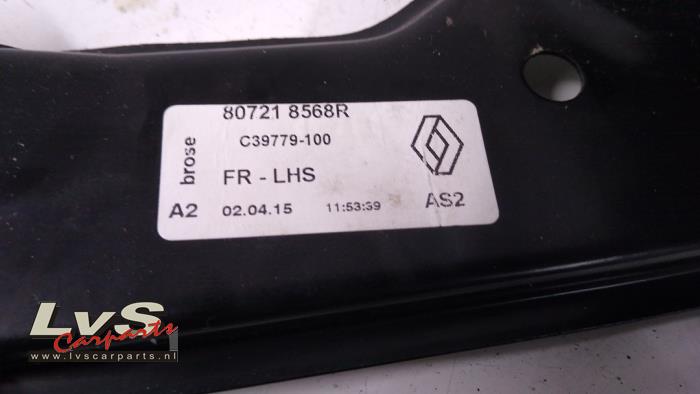 80721 8568R
brose
C39779-100
FR - LHS
A2 02.04.15 11:53:39 AS2
LvS
Carparts
www.lvscarparts.nl